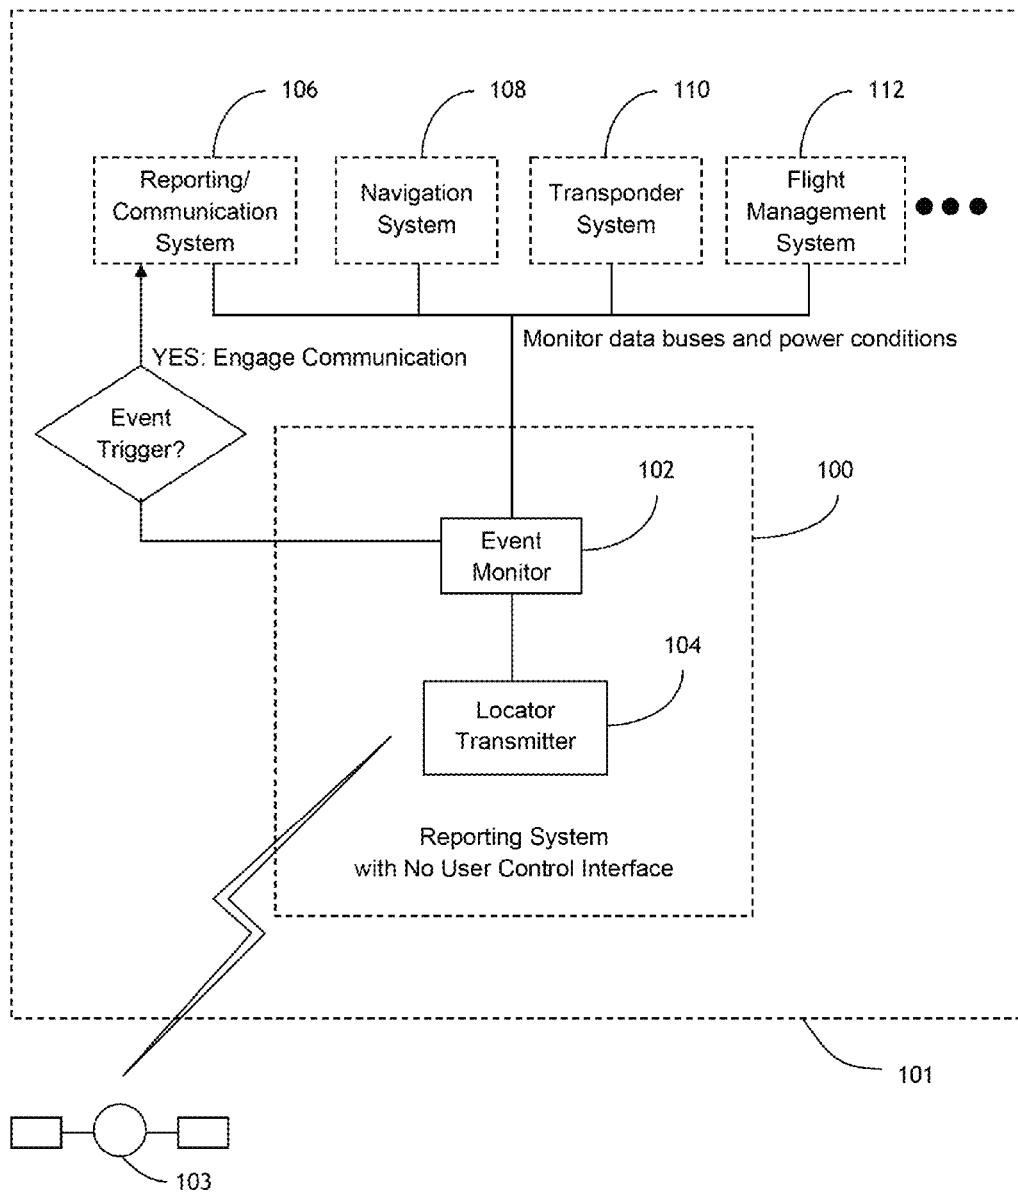 106
108
110
112
Reporting/
Communication
System
Navigation
System
Transponder
System
Flight
Management
System
Monitor data buses and power conditions
YES: Engage Communication
Event
Trigger?
102
100
Event
Monitor
104
Locator
Transmitter
Reporting System
with No User Control Interface
101
103